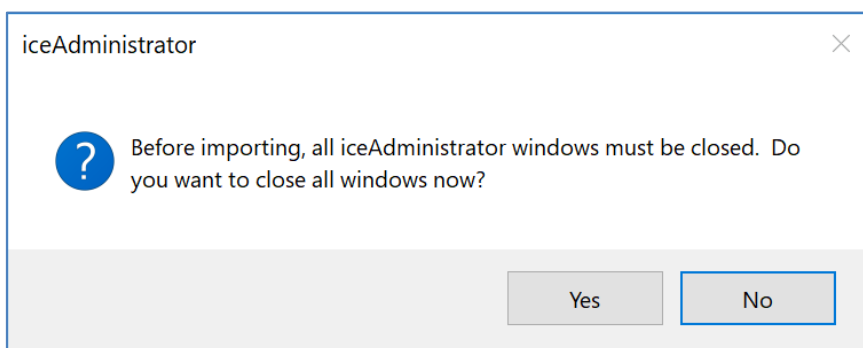 iceAdministrator
Before importing, all iceAdministrator windows must be closed.  Do
you want to close all windows now?
Yes
No